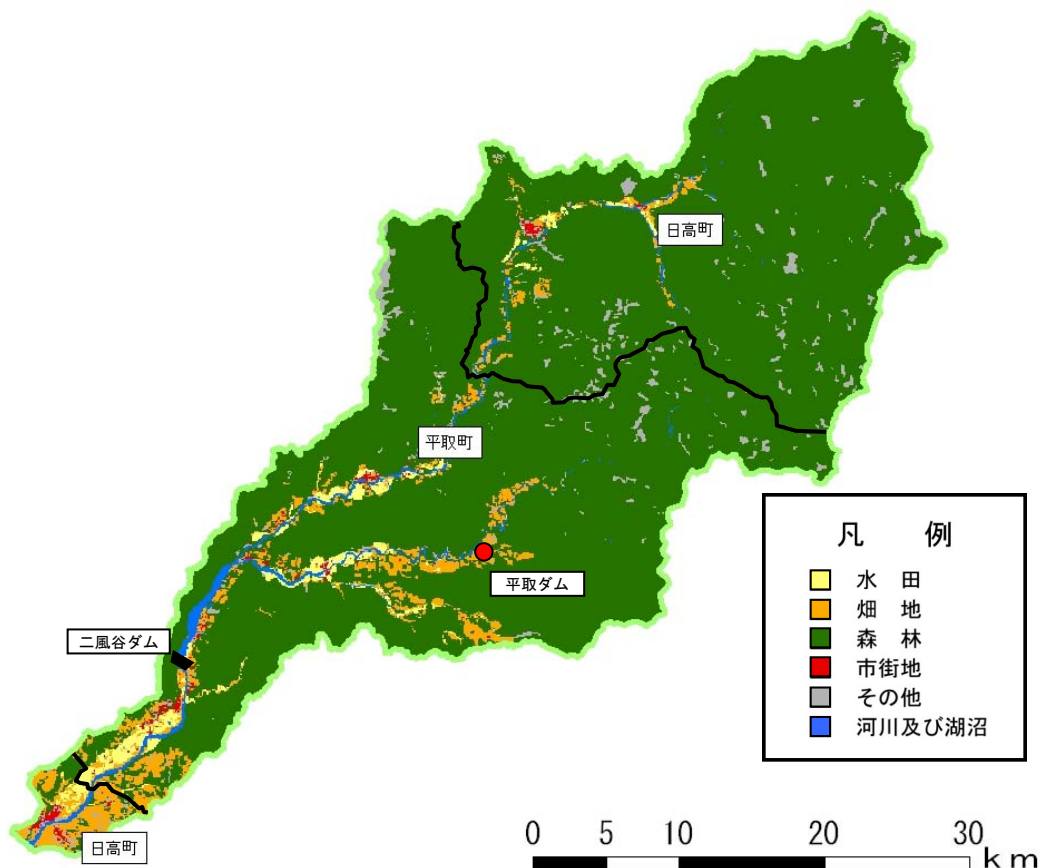 日高町
平取町
平取ダム
二風谷ダム
日高町
凡 例
水 田
畑 地
森 林
市街地
その他
河川及び湖沼
0 5 10 20 30 km